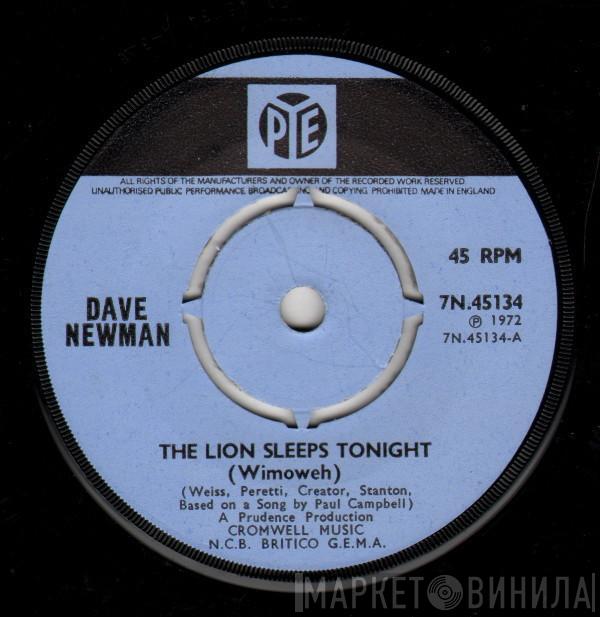 PYE
ALL RIGHTS OF THE MANUFACTURERS AND OWNER OF THE RECORDED WORK RESERVED
UNAUTHORISED PUBLIC PERFORMANCE BROADCASTING AND COPYING PROHIBITED MADE IN ENGLAND
45 RPM
DAVE
NEWMAN
7N.45134
Ⓟ 1972
7N.45134-A
THE LION SLEEPS TONIGHT
(Wimoweh)
(Weiss, Peretti, Creator, Stanton,
Based on a Song by Paul Campbell)
A Prudence Production
CROMWELL MUSIC
N.C.B. BRITICO G.E.M.A.
МАРКЕТ ВИНИЛА